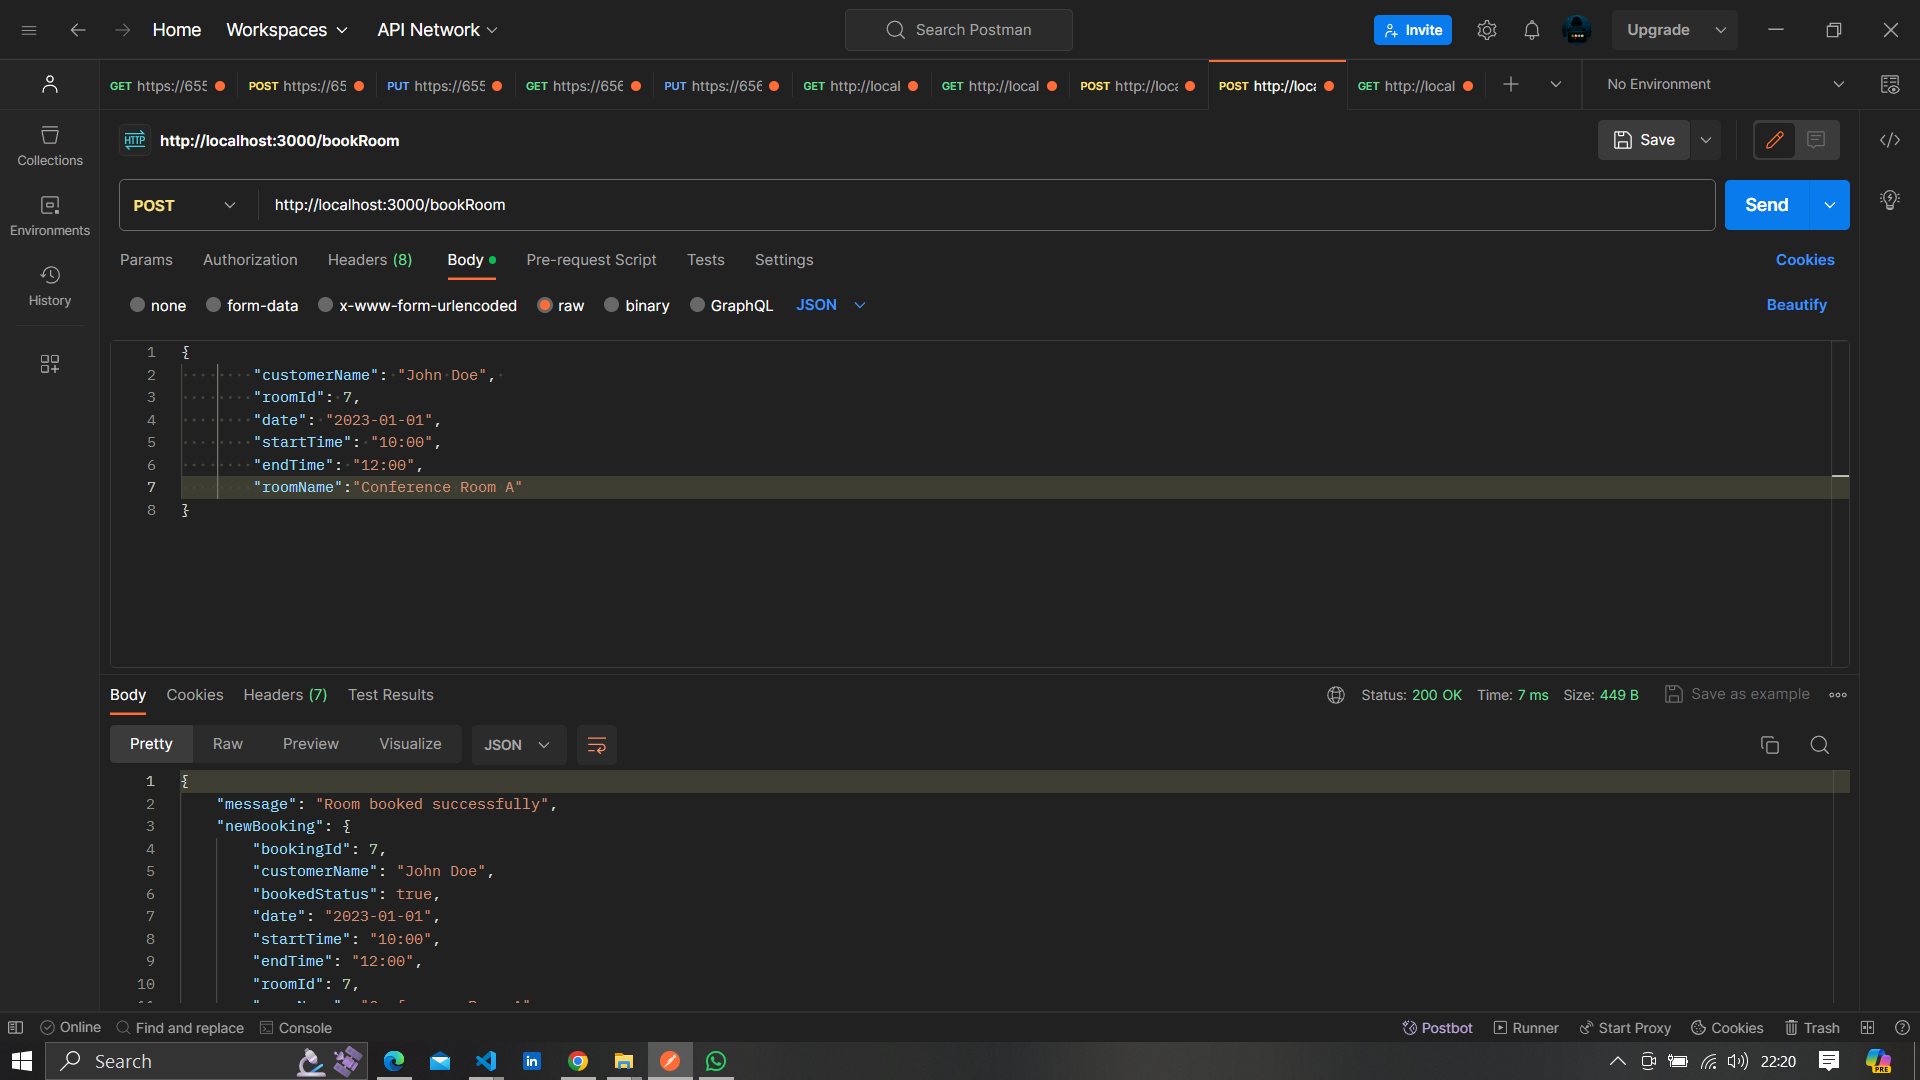 Home Workspaces API Network Search Postman Invite Upgrade
GET https://655 POST https://65 PUT https://655 GET https://656 PUT https://656 GET http://local GET http://local POST http://loca POST http://loca GET http://local No Environment
HTTP http://localhost:3000/bookRoom Save
Collections
POST http://localhost:3000/bookRoom Send
Environments
Params Authorization Headers (8) Body Pre-request Script Tests Settings Cookies
History
none form-data x-www-form-urlencoded raw binary GraphQL JSON Beautify
1 {
2 "customerName": "John Doe",
3 "roomId": 7,
4 "date": "2023-01-01",
5 "startTime": "10:00",
6 "endTime": "12:00",
7 "roomName":"Conference Room A"
8 }
Body Cookies Headers (7) Test Results Status: 200 OK Time: 7 ms Size: 449 B Save as example
Pretty Raw Preview Visualize JSON
1 {
2 "message": "Room booked successfully",
3 "newBooking": {
4 "bookingId": 7,
5 "customerName": "John Doe",
6 "bookedStatus": true,
7 "date": "2023-01-01",
8 "startTime": "10:00",
9 "endTime": "12:00",
10 "roomId": 7,
Online Find and replace Console Postbot Runner Start Proxy Cookies Trash
Search 22:20 PRE